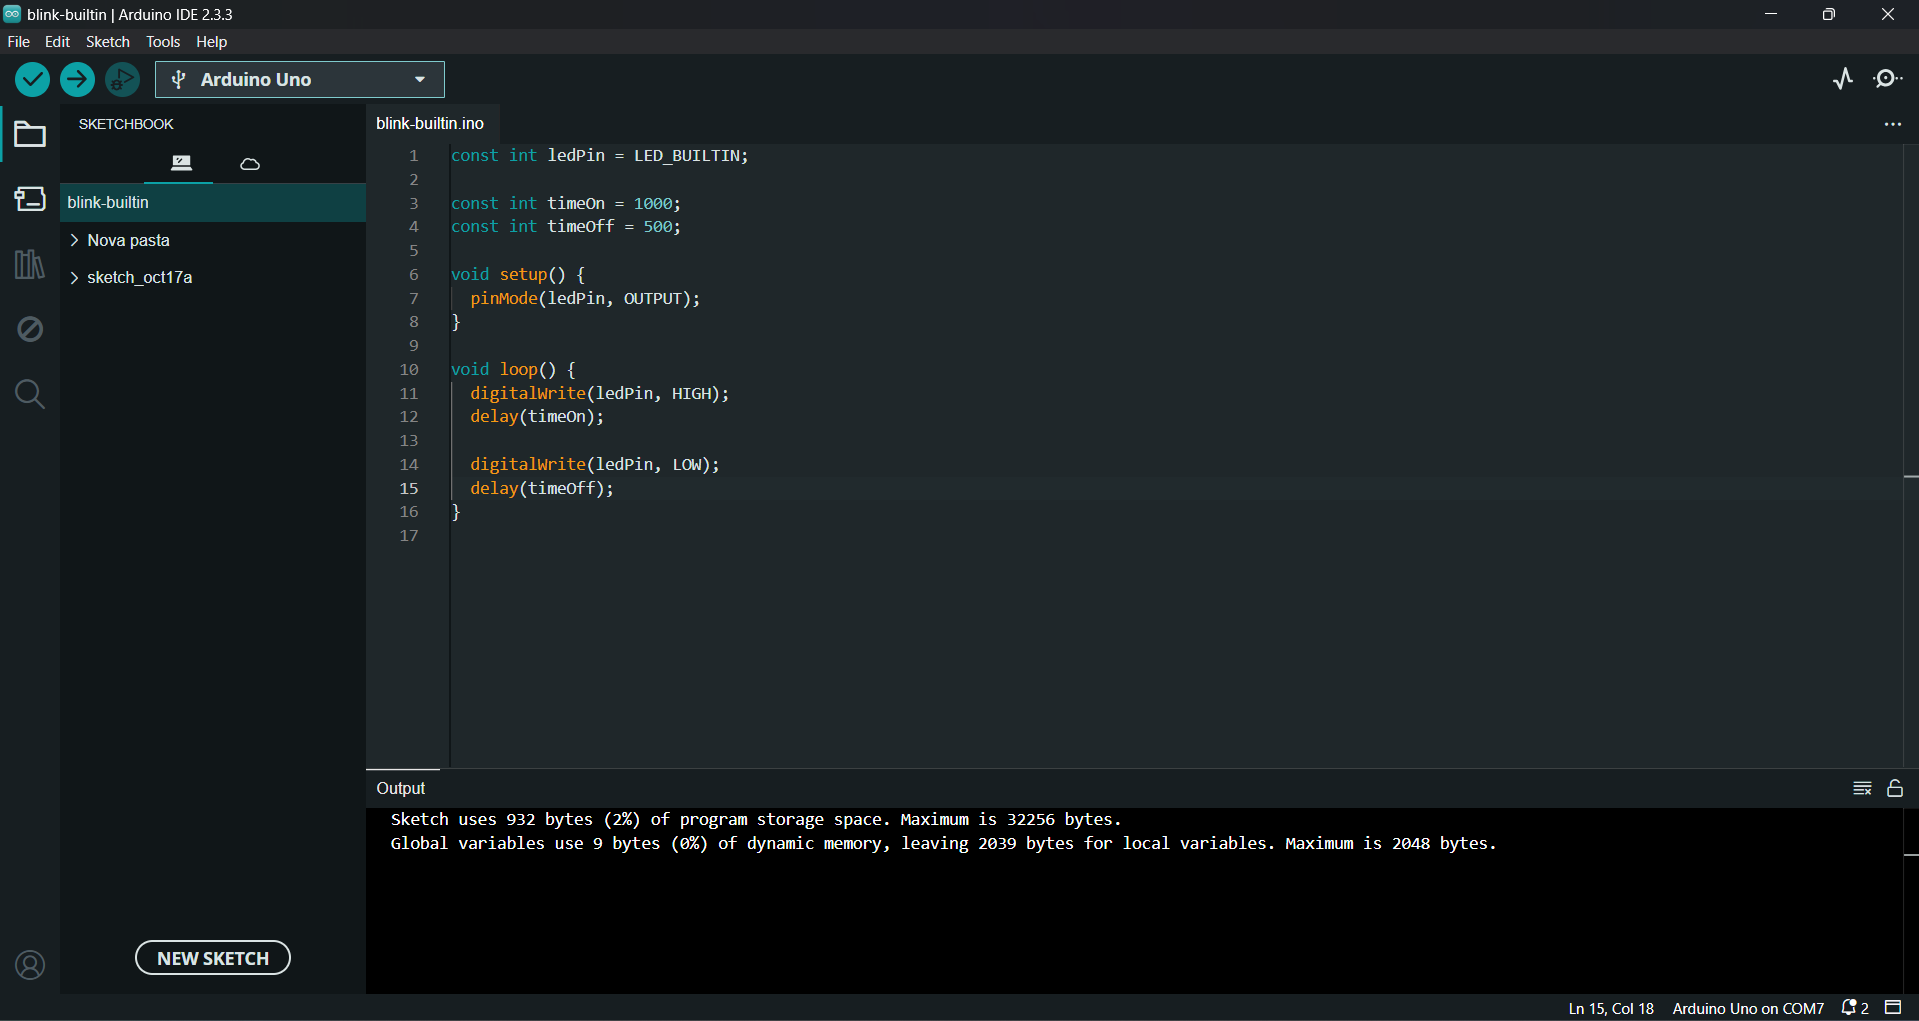 blink-builtin | Arduino IDE 2.3.3
File Edit Sketch Tools Help
Arduino Uno
SKETCHBOOK
blink-builtin
Nova pasta
sketch_oct17a
NEW SKETCH
blink-builtin.ino
1 const int ledPin = LED_BUILTIN;
2
3 const int timeOn = 1000;
4 const int timeOff = 500;
5
6 void setup() {
7 pinMode(ledPin, OUTPUT);
8 }
9
10 void loop() {
11 digitalWrite(ledPin, HIGH);
12 delay(timeOn);
13
14 digitalWrite(ledPin, LOW);
15 delay(timeOff);
16 }
17
Output
Sketch uses 932 bytes (2%) of program storage space. Maximum is 32256 bytes.
Global variables use 9 bytes (0%) of dynamic memory, leaving 2039 bytes for local variables. Maximum is 2048 bytes.
Ln 15, Col 18 Arduino Uno on COM7 2